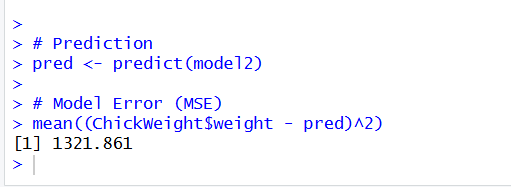 >
> # Prediction
> pred <- predict(model2)
>
> # Model Error (MSE)
> mean((ChickWeight$weight - pred)^2)
[1] 1321.861
>